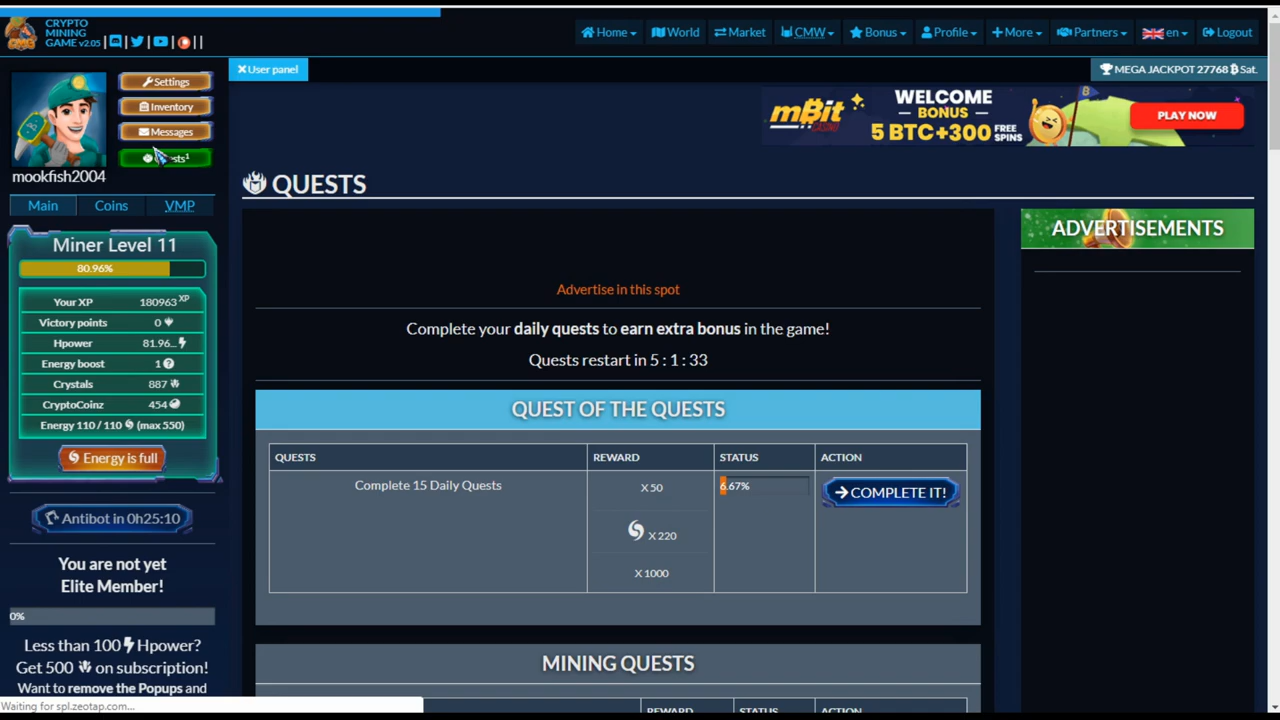 CRYPTO
MINING
GAME v2.05
Home
World
Market
CMW
Bonus
Profile
More
Partners
en
Logout
Settings
Inventory
Messages
sts1
mookfish2004
Main
Coins
VMP
Miner Level 11
80.96%
Your XP 180963 XP
Victory points 0
Hpower 81.96...
Energy boost 1
Crystals 887
CryptoCoinz 454
Energy 110 / 110 (max 550)
Energy is full
Antibot in 0h25:10
You are not yet
Elite Member!
0%
Less than 100 Hpower?
Get 500 on subscription!
Want to remove the Popups and
Waiting for spl.zeotap.com...
User panel
MEGA JACKPOT 27768 Sat.
mBit
CASINO
WELCOME
BONUS
5 BTC+300 FREE SPINS
PLAY NOW
QUESTS
Advertise in this spot
Complete your daily quests to earn extra bonus in the game!
Quests restart in 5 : 1 : 33
QUEST OF THE QUESTS
QUESTS REWARD STATUS ACTION
Complete 15 Daily Quests X 50 6.67% COMPLETE IT!
X 220
X 1000
MINING QUESTS
REWARD STATUS ACTION
ADVERTISEMENTS